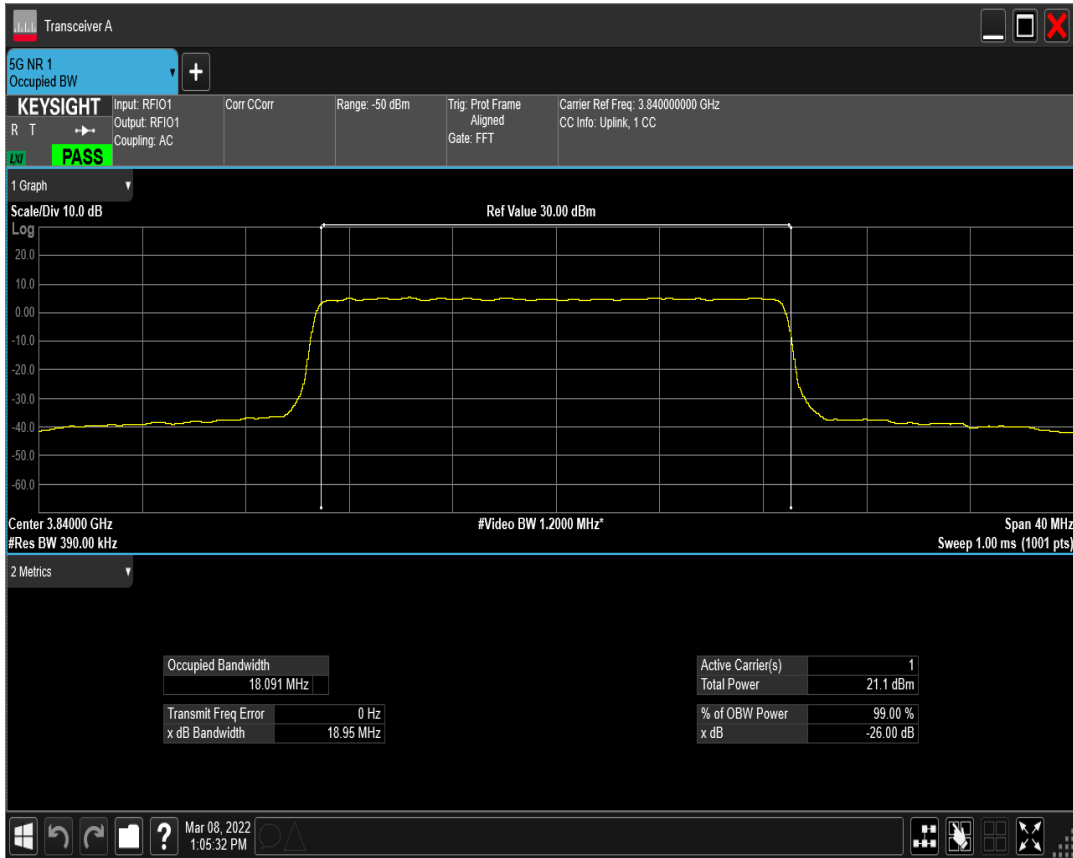 Transceiver A
5G NR 1
Occupied BW
+
KEYSIGHT
R T
LXI PASS
Input: RFIO1
Output: RFIO1
Coupling: AC
Corr CCorr
Range: -50 dBm
Trig: Prot Frame
Aligned
Gate: FFT
Carrier Ref Freq: 3.840000000 GHz
CC Info: Uplink, 1 CC
1 Graph
Scale/Div 10.0 dB
Ref Value 30.00 dBm
Log
20.0
10.0
0.00
-10.0
-20.0
-30.0
-40.0
-50.0
-60.0
Center 3.84000 GHz
#Video BW 1.2000 MHz*
Span 40 MHz
#Res BW 390.00 kHz
Sweep 1.00 ms (1001 pts)
2 Metrics
Occupied Bandwidth
18.091 MHz
Transmit Freq Error 0 Hz
x dB Bandwidth 18.95 MHz
Active Carrier(s) 1
Total Power 21.1 dBm
% of OBW Power 99.00 %
x dB -26.00 dB
?
Mar 08, 2022
1:05:32 PM